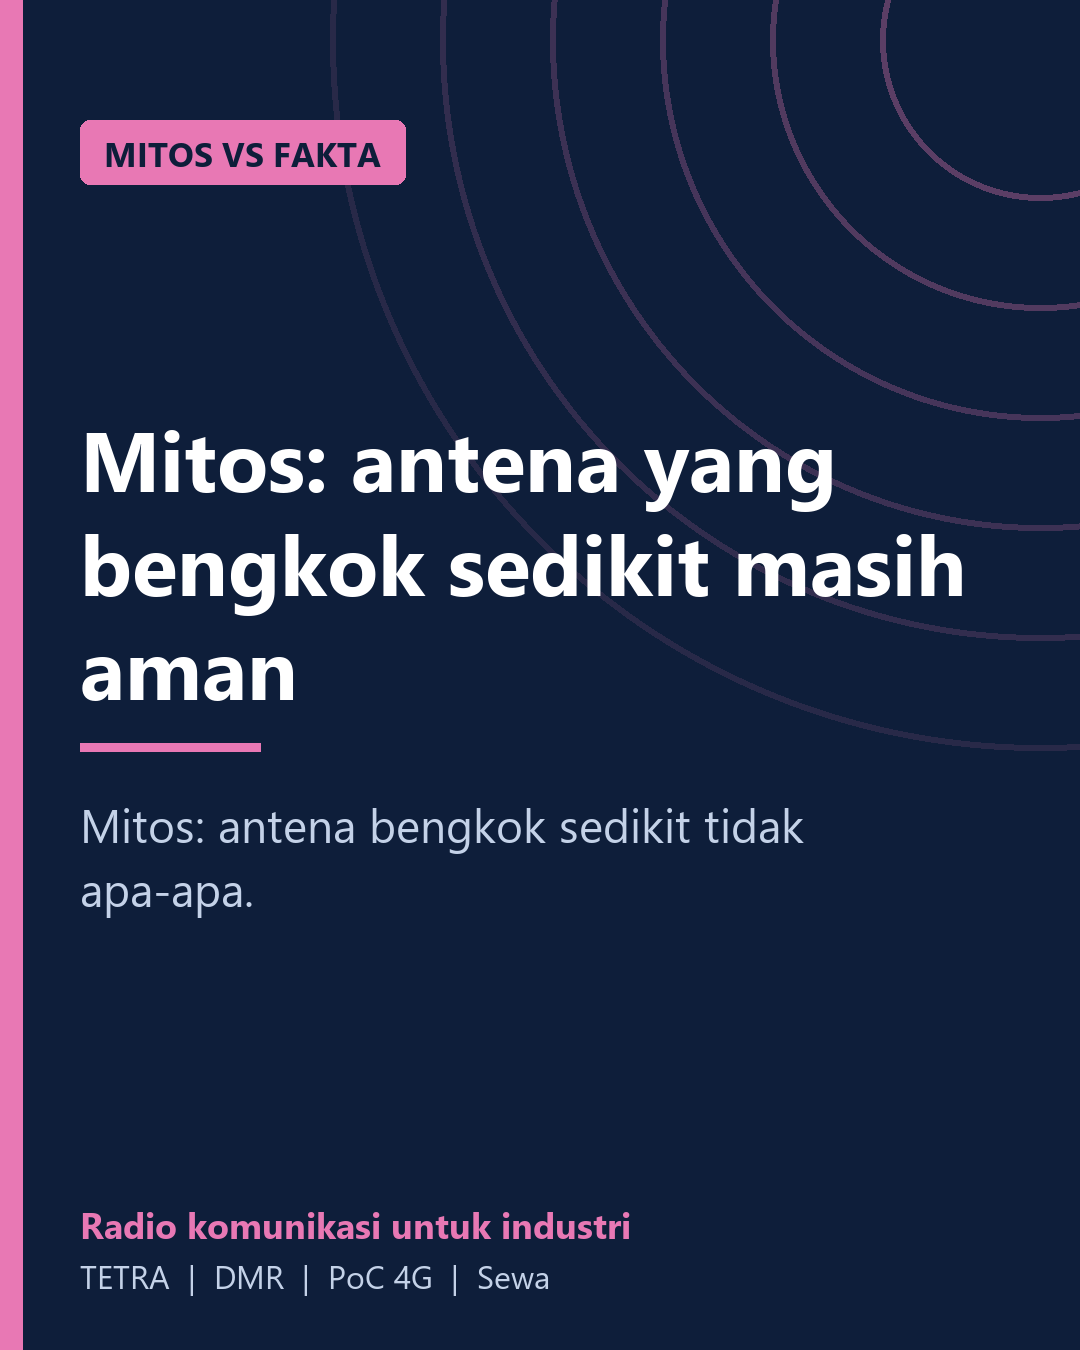 MITOS VS FAKTA
Mitos: antena yang
bengkok sedikit masih
aman
Mitos: antena bengkok sedikit tidak
apa-apa.
Radio komunikasi untuk industri
TETRA | DMR | PoC 4G | Sewa